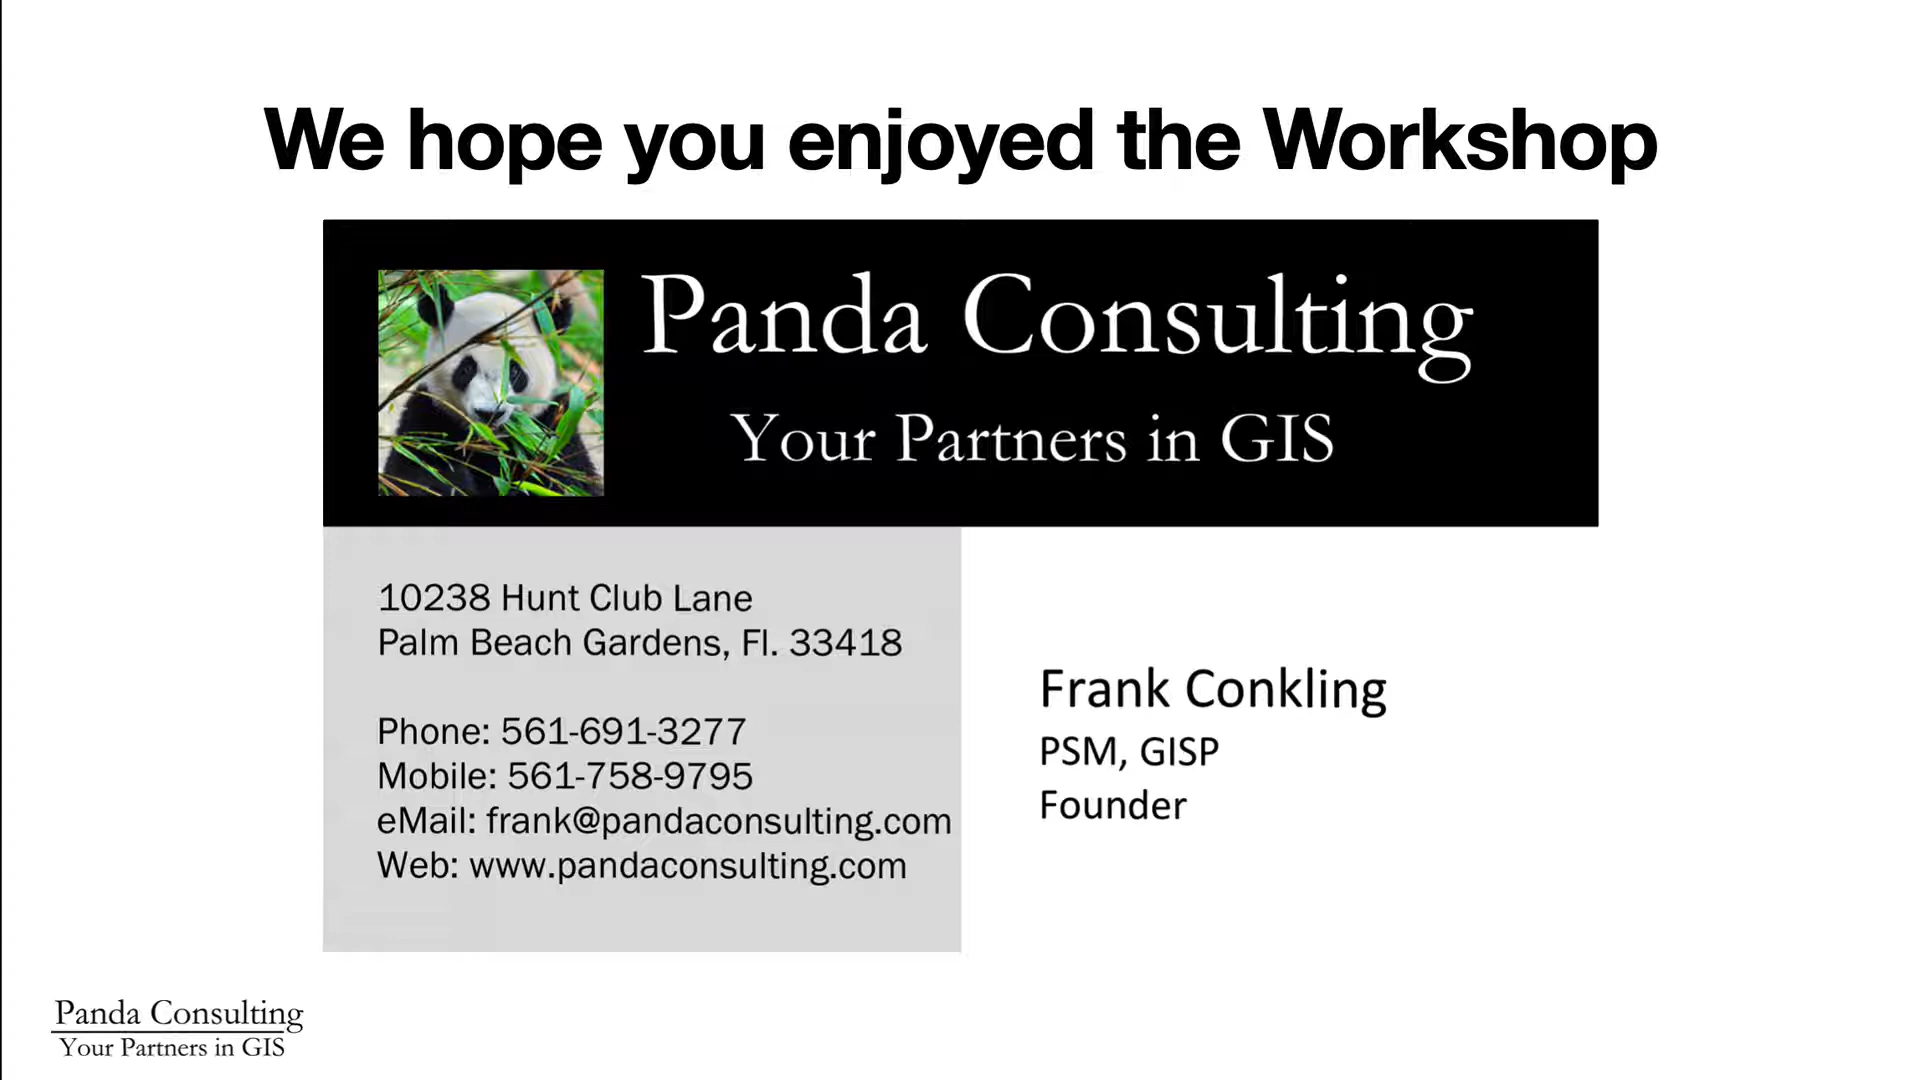 We hope you enjoyed the Workshop
Panda Consulting
Your Partners in GIS
10238 Hunt Club Lane
Palm Beach Gardens, Fl. 33418
Phone: 561-691-3277
Mobile: 561-758-9795
eMail: frank@pandaconsulting.com
Web: www.pandaconsulting.com
Frank Conkling
PSM, GISP
Founder
Panda Consulting
Your Partners in GIS